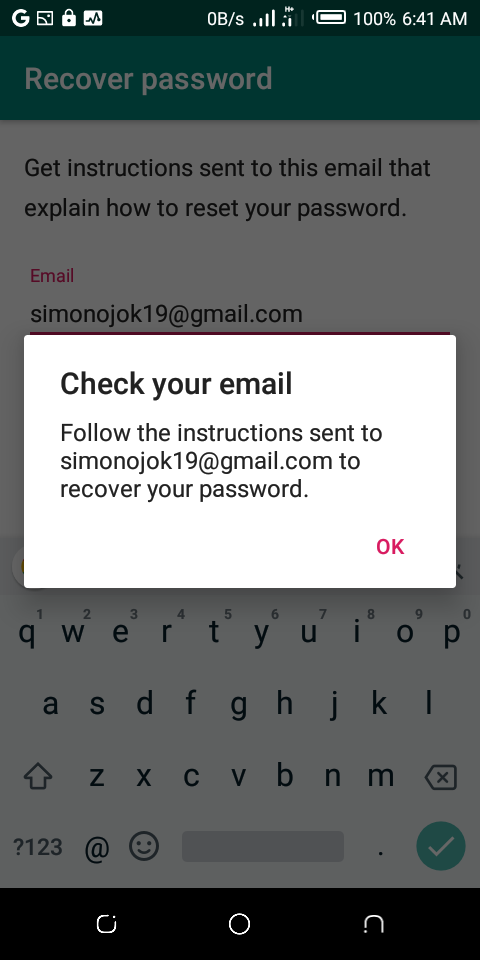 G 0B/s H+ 100% 6:41 AM
Recover password
Get instructions sent to this email that
explain how to reset your password.
Email
simonojok19@gmail.com
Check your email
Follow the instructions sent to
simonojok19@gmail.com to
recover your password.
OK
1 2 3 4 5 6 7 8 9 0
q w e r t y u i o p
a s d f g h j k l
z x c v b n m
?123 @ .